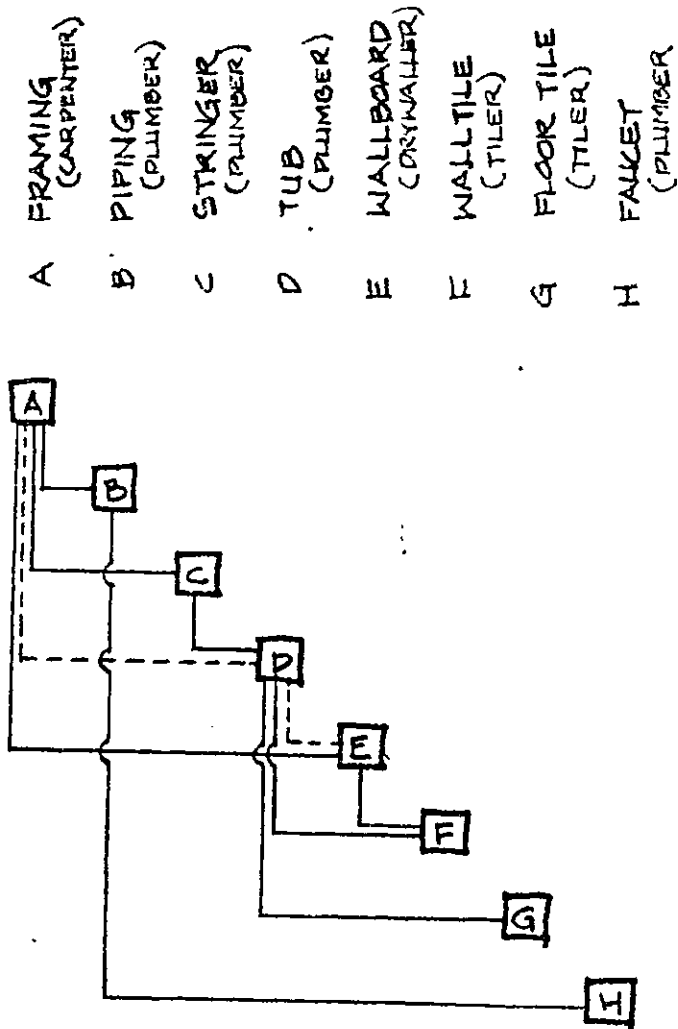 A FRAMING
(CARPENTER)
B PIPING
(PLUMBER)
C STRINGER
(PLUMBER)
D TUB
(PLUMBER)
E WALLBOARD
(DRYWALLER)
F WALLTILE
(TILER)
G FLOOR TILE
(TILER)
H FAUCET
(PLUMBER
A
B
C
D
E
F
G
H